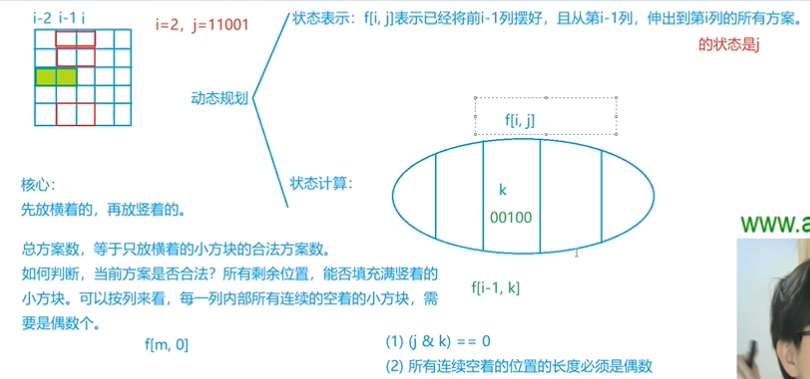 i-2 i-1 i
i=2，j=11001
状态表示：f[i, j]表示已经将前i-1列摆好，且从第i-1列，伸出到第i列的所有方案。
的状态是j
动态规划
f[i, j]
核心：
先放横着的，再放竖着的。
状态计算：
k
00100
www.a
总方案数，等于只放横着的小方块的合法方案数。
如何判断，当前方案是否合法？所有剩余位置，能否填充满竖着的
小方块。可以按列来看，每一列内部所有连续的空着的小方块，需
要是偶数个。
f[i-1, k]
f[m, 0]
(1) (j & k) == 0
(2) 所有连续空着的位置的长度必须是偶数